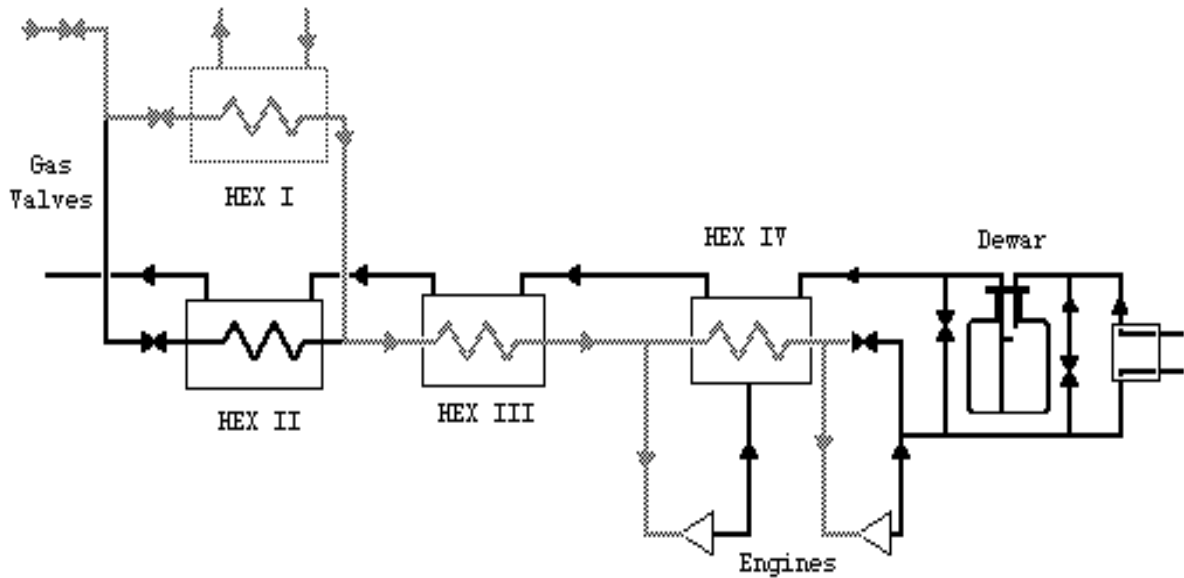 Gas
Valves
HEX I
HEX II
HEX III
HEX IV
Dewar
Engines